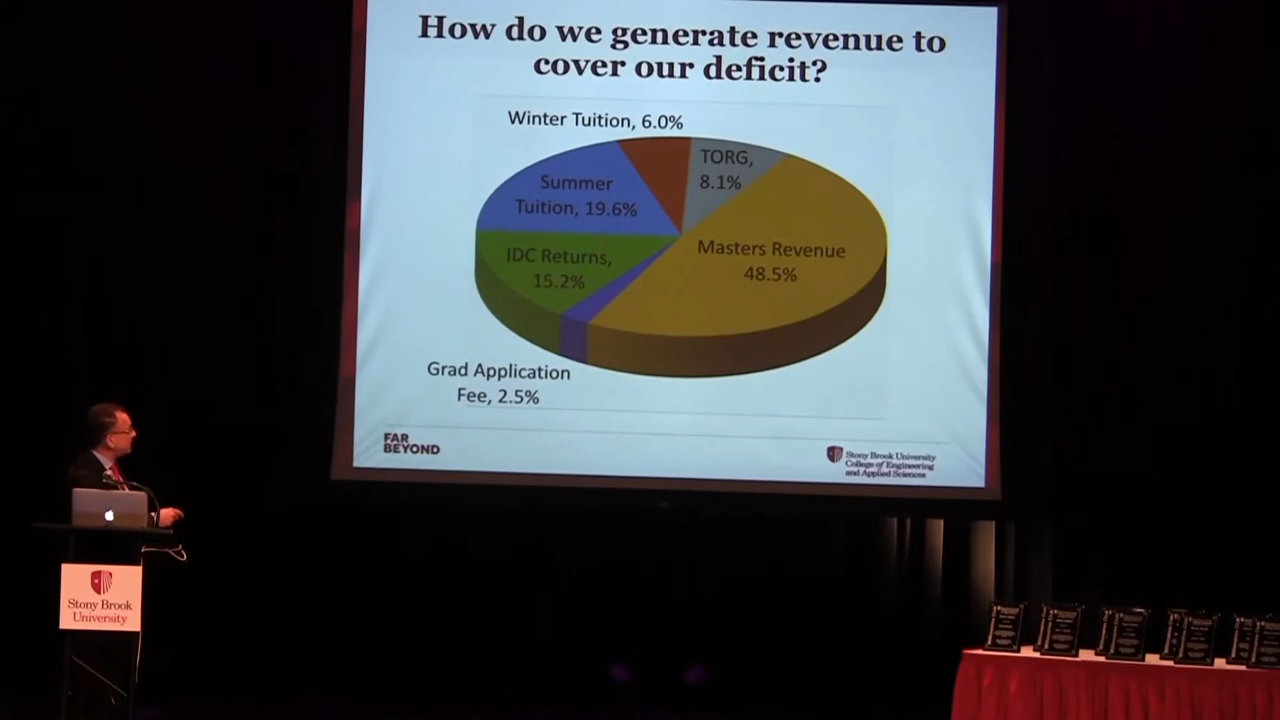 How do we generate revenue to
cover our deficit?
Winter Tuition, 6.0%
TORG,
8.1%
Summer
Tuition, 19.6%
Masters Revenue
48.5%
IDC Returns,
15.2%
Grad Application
Fee, 2.5%
FAR
BEYOND
Stony Brook University
College of Engineering
and Applied Sciences
Stony Brook
University